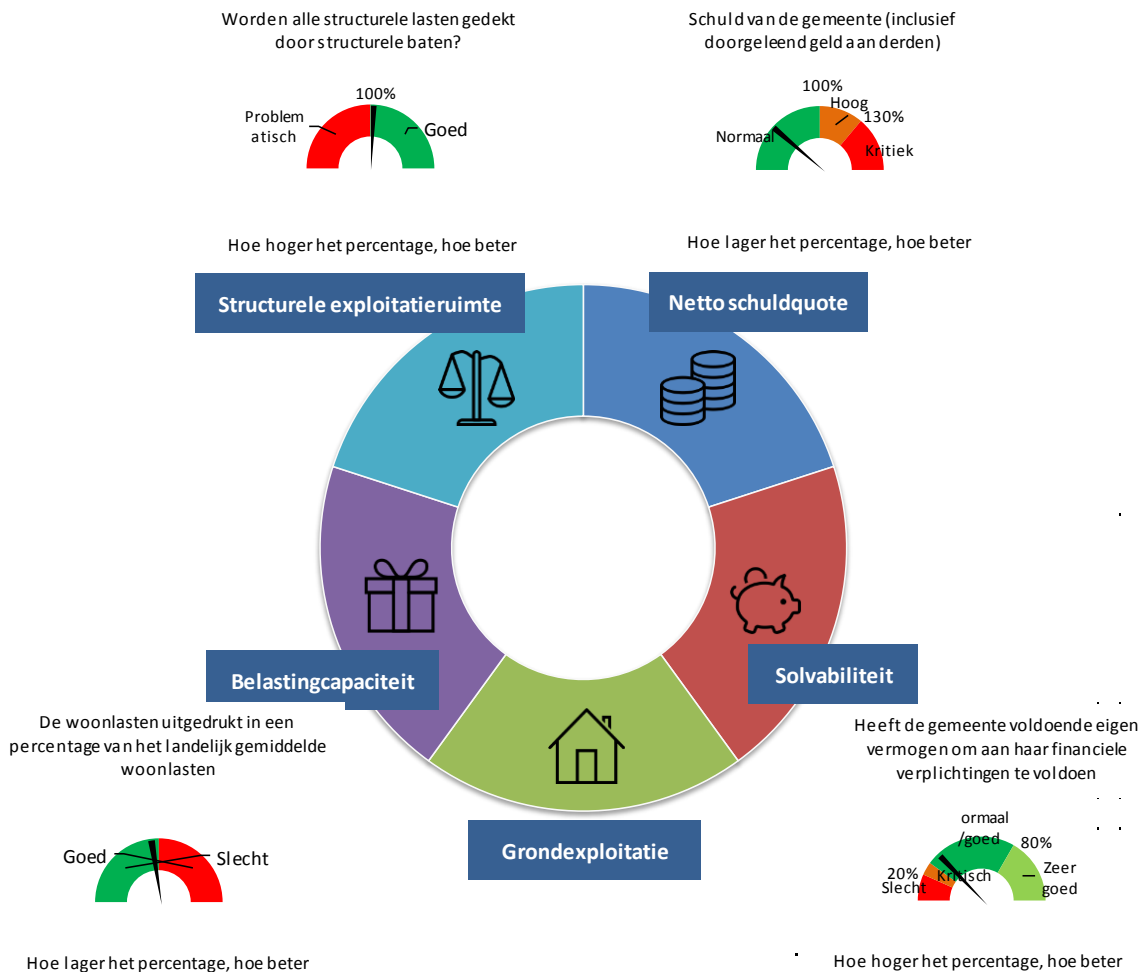 Worden alle structurele lasten gedekt
door structurele baten?
100%
Problem
atisch
Goed
Hoe hoger het percentage, hoe beter
Structurele exploitatieruimte
Schuld van de gemeente (inclusief
doorgeleend geld aan derden)
100%
Hoog
130%
Normaal
Kritiek
Hoe lager het percentage, hoe beter
Netto schuldquote
Belastingcapaciteit
De woonlasten uitgedrukt in een
percentage van het landelijk gemiddelde
woonlasten
Goed
Slecht
Hoe lager het percentage, hoe beter
Grondexploitatie
Solvabiliteit
Heeft de gemeente voldoende eigen
vermogen om aan haar financiele
verplichtingen te voldoen
ormaal
/goed
80%
20%
Kritisch
Slecht
Zeer
goed
Hoe hoger het percentage, hoe beter